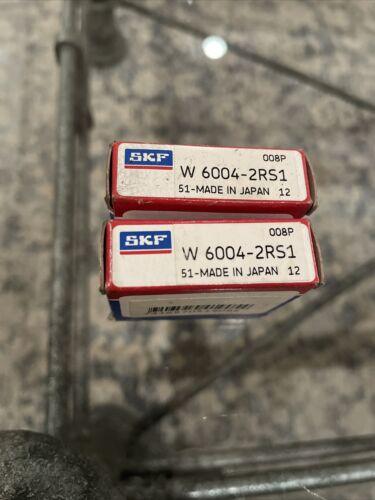 008P
SKF
W 6004-2RS1
51-MADE IN JAPAN 12
008P
SKF
W 6004-2RS1
51-MADE IN JAPAN 12